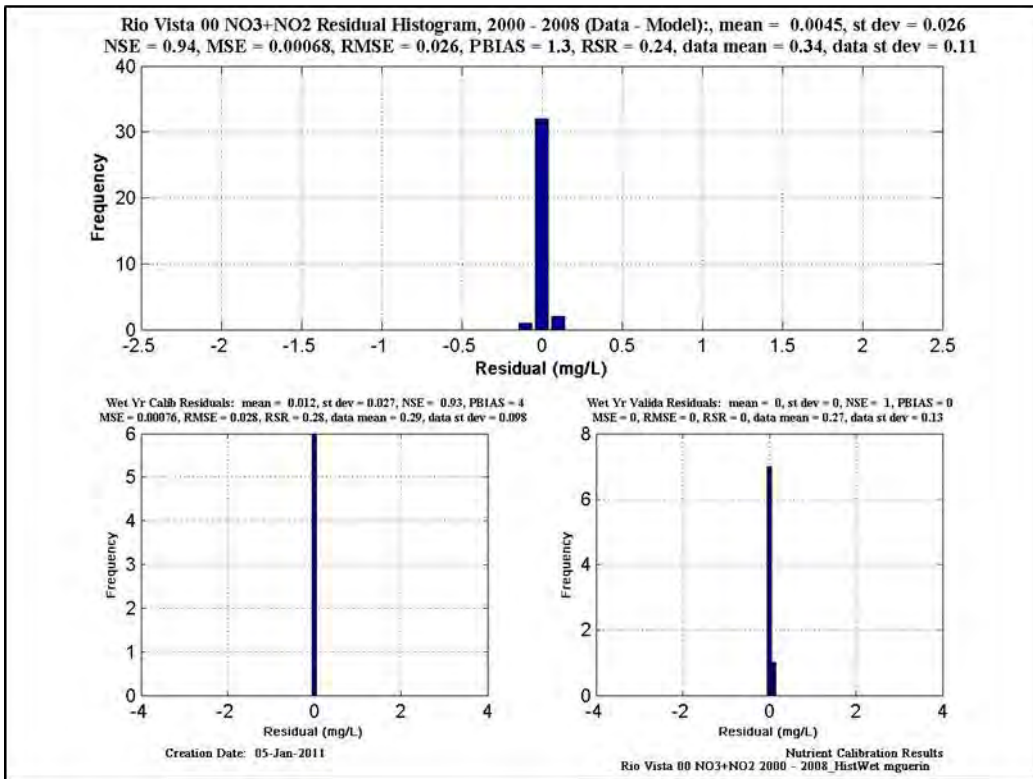 Rio Vista 00 NO3+NO2 Residual Histogram, 2000 - 2008 (Data - Model):, mean = 0.0045, st dev = 0.026
NSE = 0.94, MSE = 0.00068, RMSE = 0.026, PBIAS = 1.3, RSR = 0.24, data mean = 0.34, data st dev = 0.11
40
30
20
10
0
Frequency
-2.5 -2 -1.5 -1 -0.5 0 0.5 1 1.5 2 2.5
Residual (mg/L)
Wet Yr Calib Residuals: mean = 0.012, st dev = 0.027, NSE = 0.93, PBIAS = 4
MSE = 0.00076, RMSE = 0.028, RSR = 0.28, data mean = 0.29, data st dev = 0.098
6
5
4
3
2
1
0
Frequency
-4 -2 0 2 4
Residual (mg/L)
Wet Yr Valida Residuals: mean = 0, st dev = 0, NSE = 1, PBIAS = 0
MSE = 0, RMSE = 0, RSR = 0, data mean = 0.27, data st dev = 0.13
8
6
4
2
0
Frequency
-4 -2 0 2 4
Residual (mg/L)
Creation Date: 05-Jan-2011
Nutrient Calibration Results
Rio Vista 00 NO3+NO2 2000 - 2008_HistWet mguerin